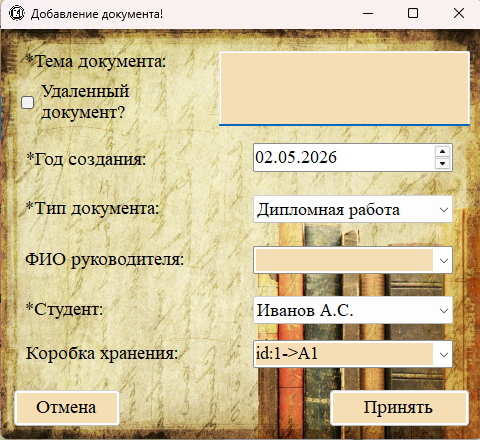 Добавление документа!
*Тема документа:
Удаленный
документ?
*Год создания:
02.05.2026
*Тип документа:
Дипломная работа
ФИО руководителя:
*Студент:
Иванов А.С.
Коробка хранения:
id:1->A1
Отмена
Принять